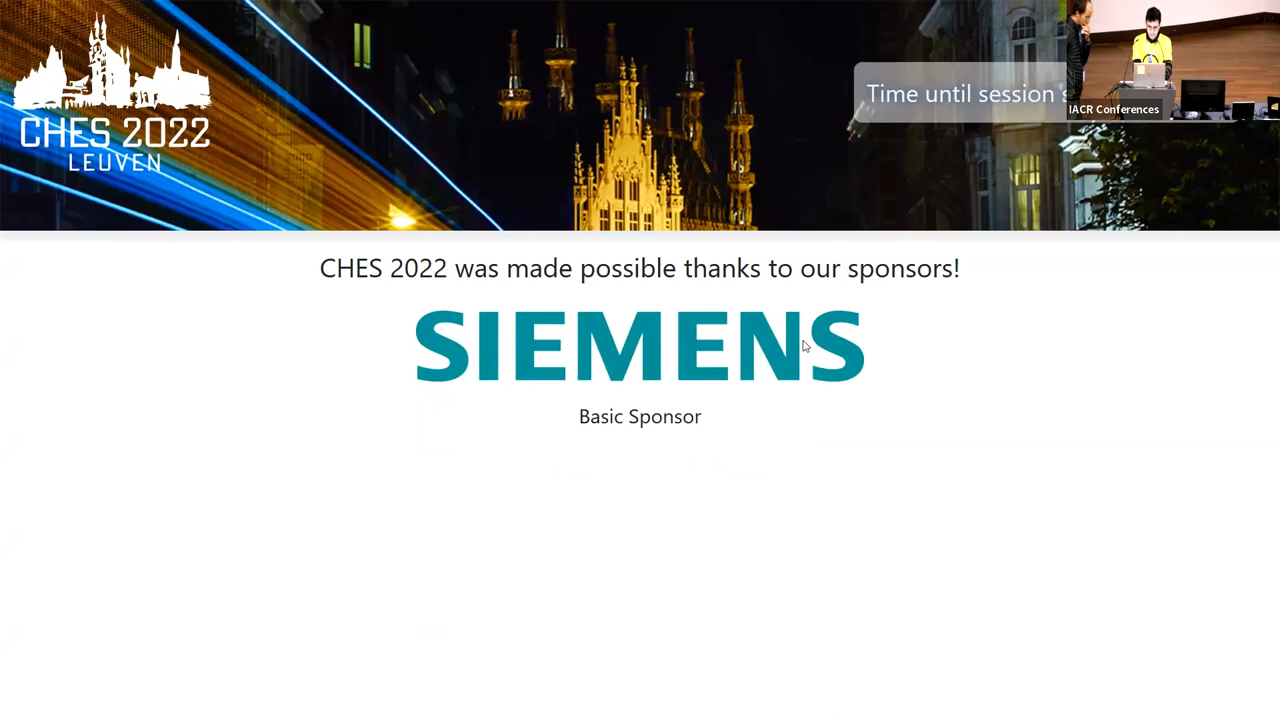 CHES 2022
LEUVEN
Time until session
IACR Conferences
CHES 2022 was made possible thanks to our sponsors!
SIEMENS
Basic Sponsor